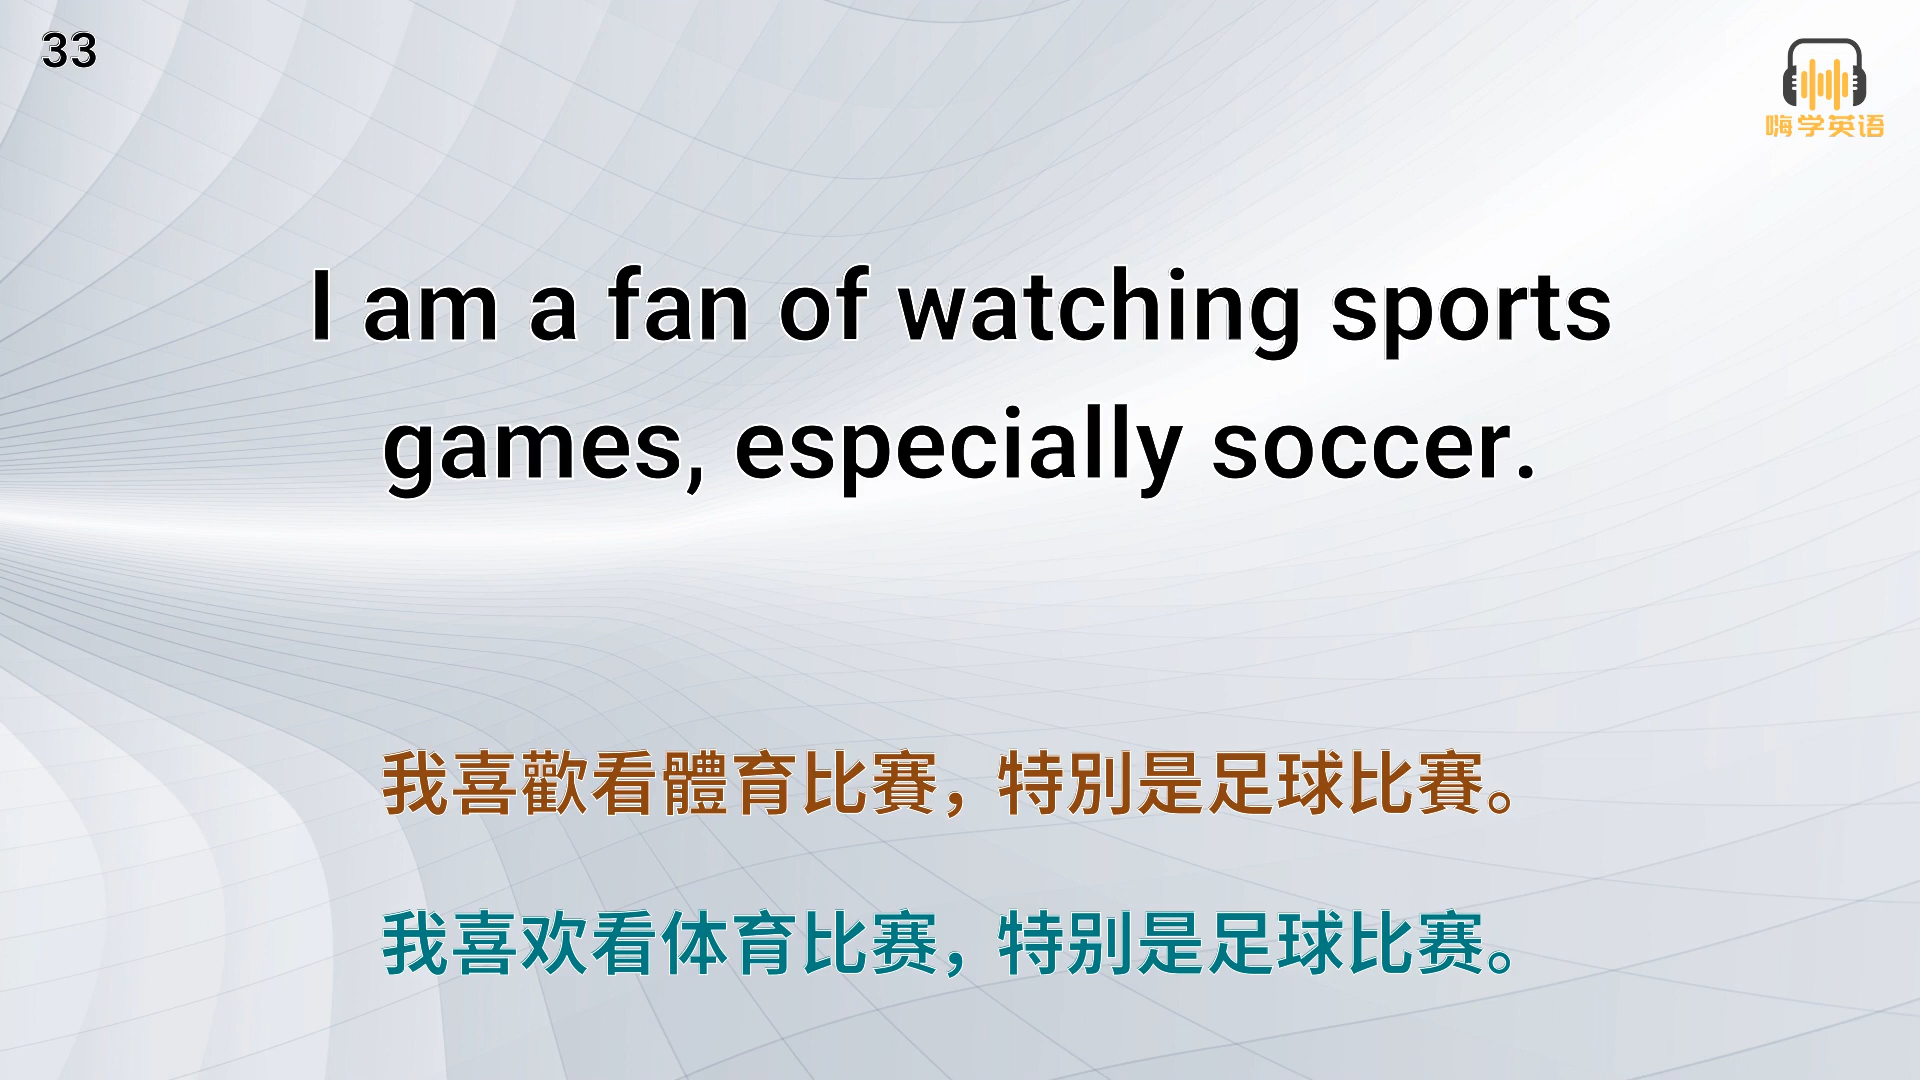 33
嗨学英语
I am a fan of watching sports
games, especially soccer.
我喜歡看體育比賽，特別是足球比賽。
我喜欢看体育比赛，特别是足球比赛。